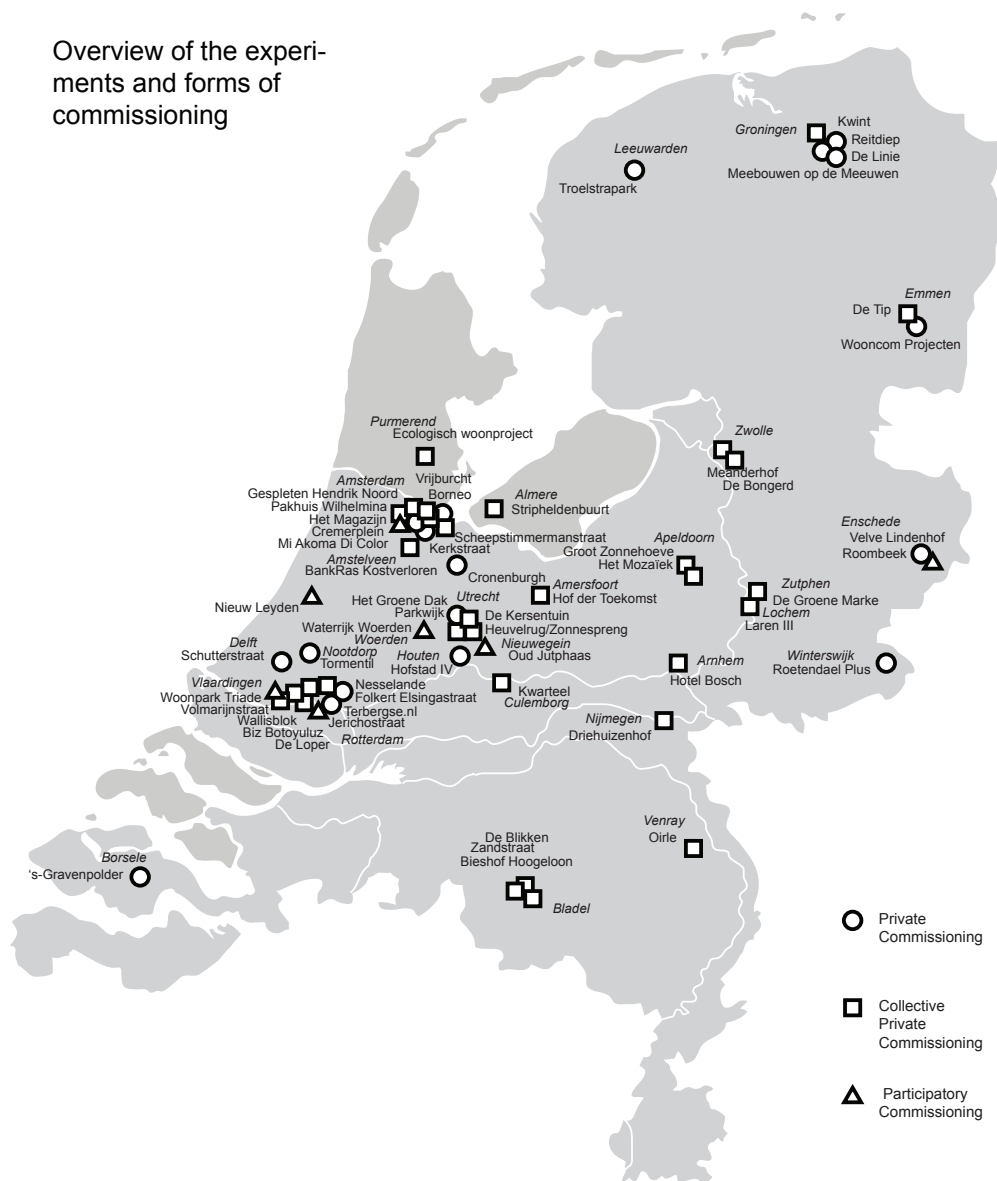 Overview of the experi-
ments and forms of
commissioning
Groningen
Kwint
Reitdiep
De Linie
Meebouwen op de Meeuwen
Leeuwarden
Troelstrapark
Emmen
De Tip
Wooncom Projecten
Purmerend
Ecologisch woonproject
Zwolle
Meanderhof
De Bongerd
Amsterdam
Vrijburcht
Gespleten Hendrik Noord
Borneo
Pakhuis Wilhelmina
Het Magazijn
Cremerplein
Scheepstimmermanstraat
Mi Akoma Di Color
Kerkstraat
Almere
Stripheldenbuurt
Amstelveen
BankRas Kostverloren
Cronenburgh
Apeldoorn
Groot Zonnehoeve
Het Mozaïek
Enschede
Velve Lindenhof
Roombeek
Amersfoort
Hof der Toekomst
Zutphen
De Groene Marke
Lochem
Laren III
Nieuw Leyden
Utrecht
Het Groene Dak
Parkwijk
De Kersentuin
Heuvelrug/Zonnespreng
Waterrijk Woerden
Woerden
Nieuwegein
Oud Jutphaas
Houten
Hofstad IV
Delft
Schutterstraat
Nootdorp
Tormentil
Arnhem
Hotel Bosch
Winterswijk
Roetendael Plus
Vlaardingen
Woonpark Triade
Volmarijnstraat
Wallisblok
Biz Botoyuluz
De Loper
Nesselande
Folkert Elsingastraat
Terbergse.nl
Jerichostraat
Rotterdam
Kwarteel
Culemborg
Nijmegen
Driehuizenhof
Venray
Oirle
De Blikken
Zandstraat
Bieshof Hoogeloon
Bladel
Borsele
‘s-Gravenpolder
Private
Commissioning
Collective
Private
Commissioning
Participatory
Commissioning